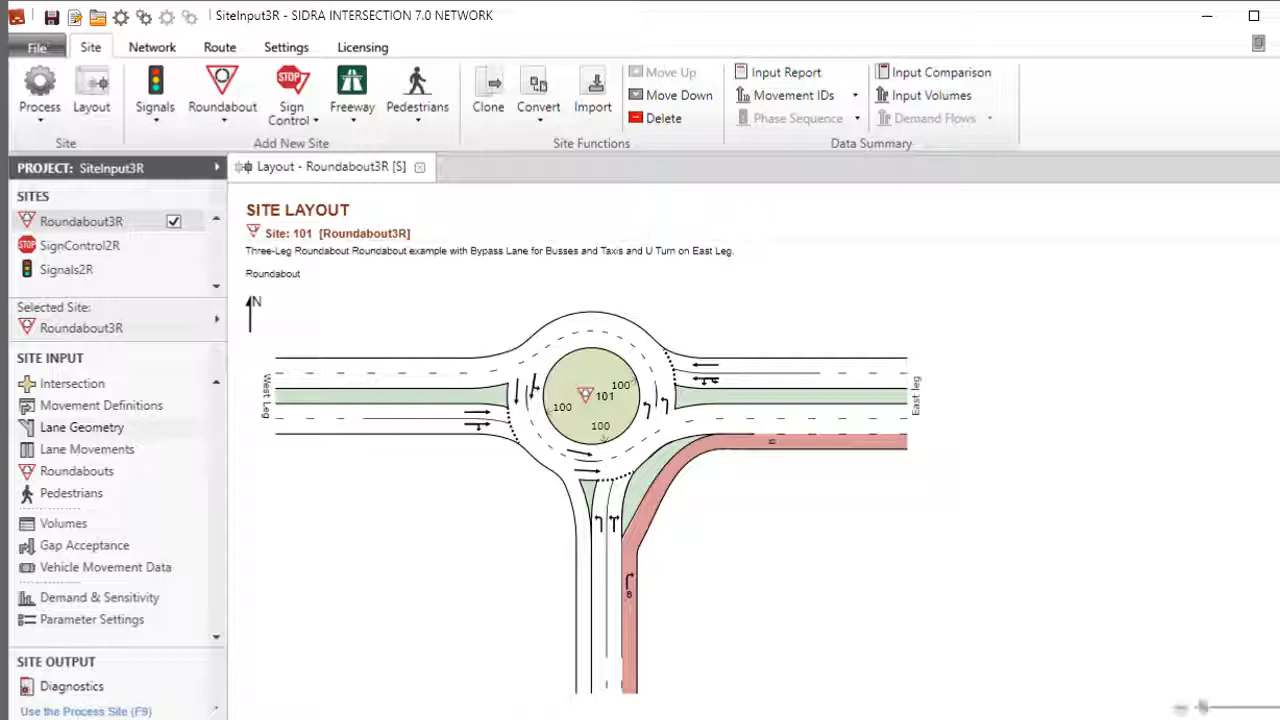 SiteInput3R - SIDRA INTERSECTION 7.0 NETWORK
File Site Network Route Settings Licensing
Process Layout Signals Roundabout Sign Control Freeway Pedestrians Clone Convert Import
Move Up
Move Down
Delete
Input Report
Movement IDs
Phase Sequence
Input Comparison
Input Volumes
Demand Flows
Site Add New Site Site Functions Data Summary
PROJECT: SiteInput3R
Layout - Roundabout3R [S]
SITES
Roundabout3R
STOP SignControl2R
Signals2R
Selected Site:
Roundabout3R
SITE INPUT
Intersection
Movement Definitions
Lane Geometry
Lane Movements
Roundabouts
Pedestrians
Volumes
Gap Acceptance
Vehicle Movement Data
Demand & Sensitivity
Parameter Settings
SITE OUTPUT
Diagnostics
Use the Process Site (F9)
SITE LAYOUT
Site: 101 [Roundabout3R]
Three-Leg Roundabout Roundabout example with Bypass Lane for Busses and Taxis and U Turn on East Leg.
Roundabout
N
West Leg
East leg
100
101
100
100
B
B